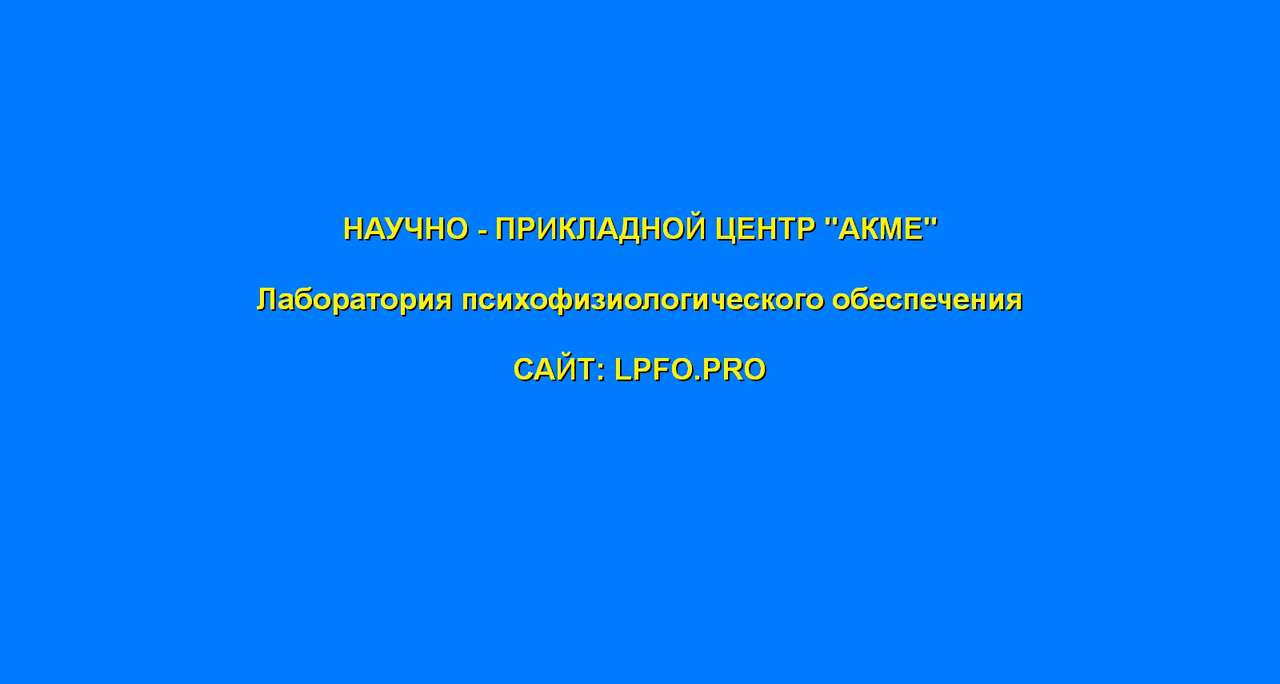 НАУЧНО - ПРИКЛАДНОЙ ЦЕНТР "АКМЕ"
Лаборатория психофизиологического обеспечения
САЙТ: LPFO.PRO